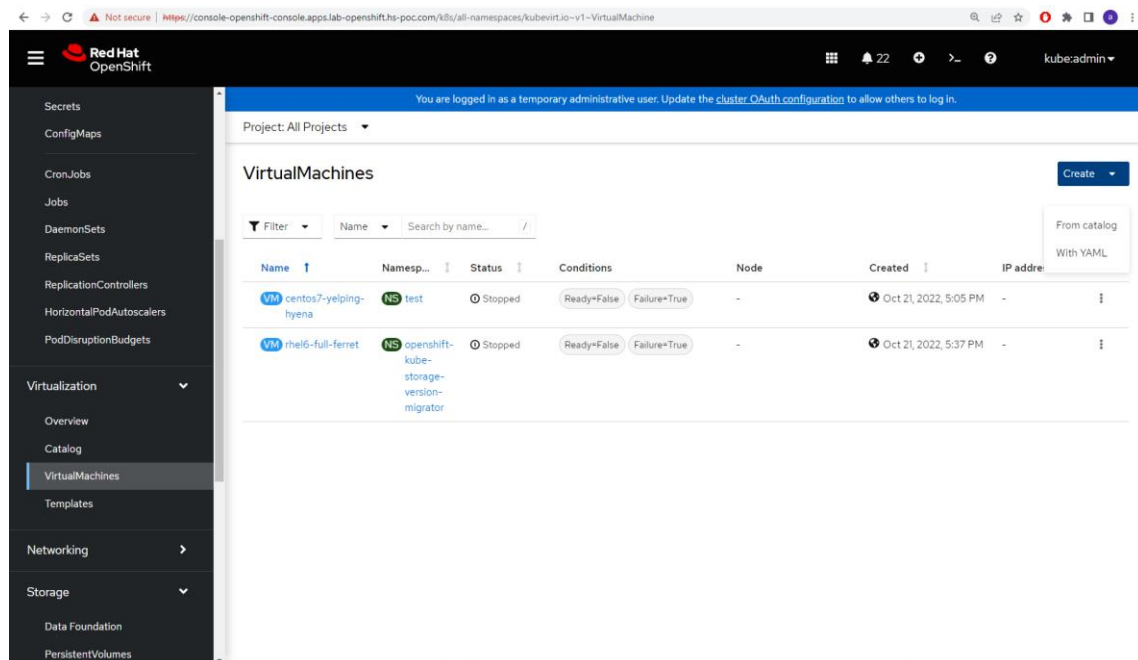 Not secure | https://console-openshift-console.apps.lab-openshift.hs-poc.com/k8s/all-namespaces/kubevirt.io~v1~VirtualMachine
Red Hat
OpenShift
22
kube:admin
You are logged in as a temporary administrative user. Update the cluster OAuth configuration to allow others to log in.
Secrets
ConfigMaps
CronJobs
Jobs
DaemonSets
ReplicaSets
ReplicationControllers
HorizontalPodAutoscalers
PodDisruptionBudgets
Virtualization
Overview
Catalog
VirtualMachines
Templates
Networking
Storage
Data Foundation
PersistentVolumes
Project: All Projects
VirtualMachines
Create
From catalog
With YAML
Filter Name Search by name... /
Name Namesp... Status Conditions Node Created IP addre
VM centos7-yelping- NS test Stopped Ready=False Failure=True - Oct 21, 2022, 5:05 PM -
hyena
VM rhel6-full-ferret NS openshift- Stopped Ready=False Failure=True - Oct 21, 2022, 5:37 PM -
kube-
storage-
version-
migrator